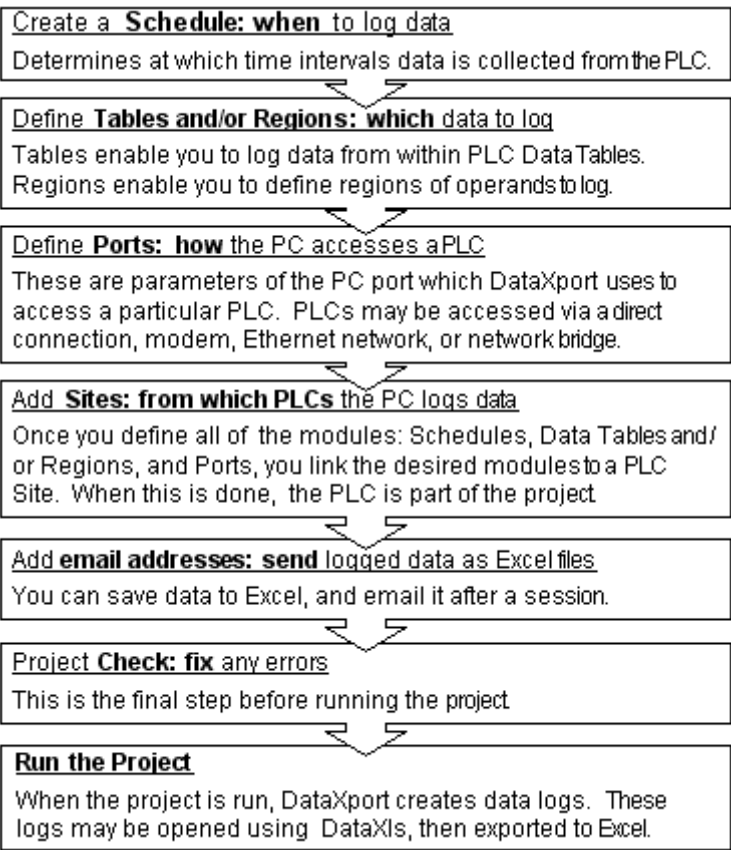 Create a Schedule: when to log data
Determines at which time intervals data is collected from the PLC.
Define Tables and/or Regions: which data to log
Tables enable you to log data from within PLC Data Tables.
Regions enable you to define regions of operands to log.
Define Ports: how the PC accesses a PLC
These are parameters of the PC port which DataXport uses to
access a particular PLC. PLCs may be accessed via a direct
connection, modem, Ethernet network, or network bridge.
Add Sites: from which PLCs the PC logs data
Once you define all of the modules: Schedules, Data Tables and/
or Regions, and Ports, you link the desired modules to a PLC
Site. When this is done, the PLC is part of the project.
Add email addresses: send logged data as Excel files
You can save data to Excel, and email it after a session.
Project Check: fix any errors
This is the final step before running the project.
Run the Project
When the project is run, DataXport creates data logs. These
logs may be opened using DataXls, then exported to Excel.